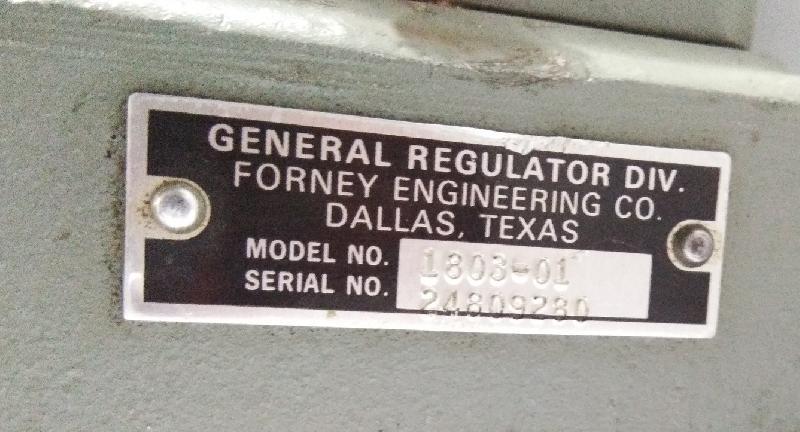 GENERAL REGULATOR DIV.
FORNEY ENGINEERING CO.
DALLAS, TEXAS
MODEL NO. 1803-01
SERIAL NO. 24809280